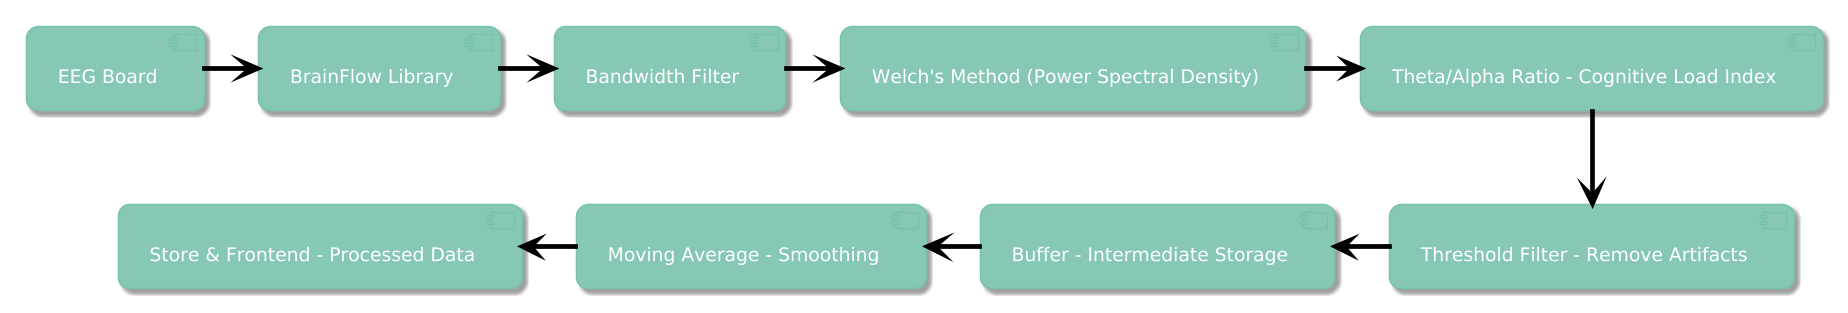 EEG Board
BrainFlow Library
Bandwidth Filter
Welch's Method (Power Spectral Density)
Theta/Alpha Ratio - Cognitive Load Index
Threshold Filter - Remove Artifacts
Buffer - Intermediate Storage
Moving Average - Smoothing
Store & Frontend - Processed Data